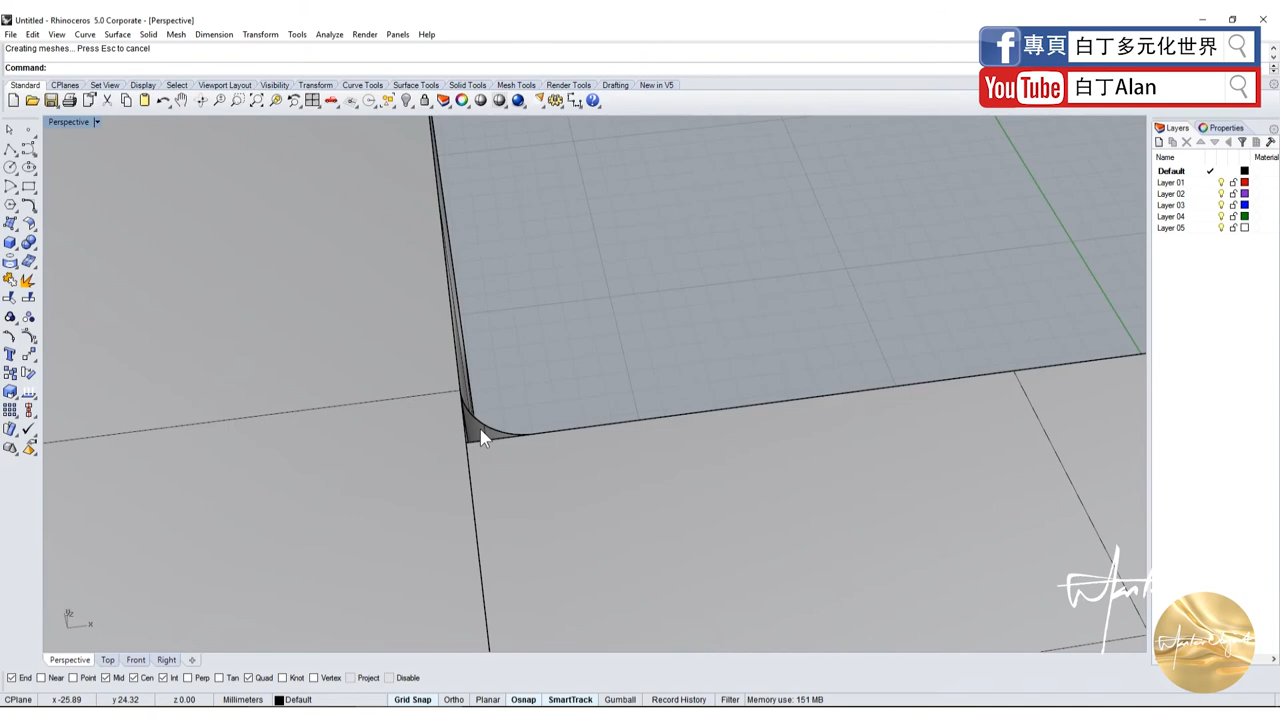 Untitled - Rhinoceros 5.0 Corporate - [Perspective]
File Edit View Curve Surface Solid Mesh Dimension Transform Tools Analyze Render Panels Help
Creating meshes... Press Esc to cancel
Command:
專頁 白丁多元化世界
YouTube 白丁Alan
Standard CPlanes Set View Display Select Viewport Layout Visibility Transform Curve Tools Surface Tools Solid Tools Mesh Tools Render Tools Drafting New in V5
Perspective
Layers Properties
Name Material
Default
Layer 01
Layer 02
Layer 03
Layer 04
Layer 05
x
Perspective Top Front Right
End Near Point Mid Cen Int Perp Tan Quad Knot Vertex Project Disable
CPlane x -25.89 y 24.32 z 0.00 Millimeters Default Grid Snap Ortho Planar Osnap SmartTrack Gumball Record History Filter Memory use: 151 MB